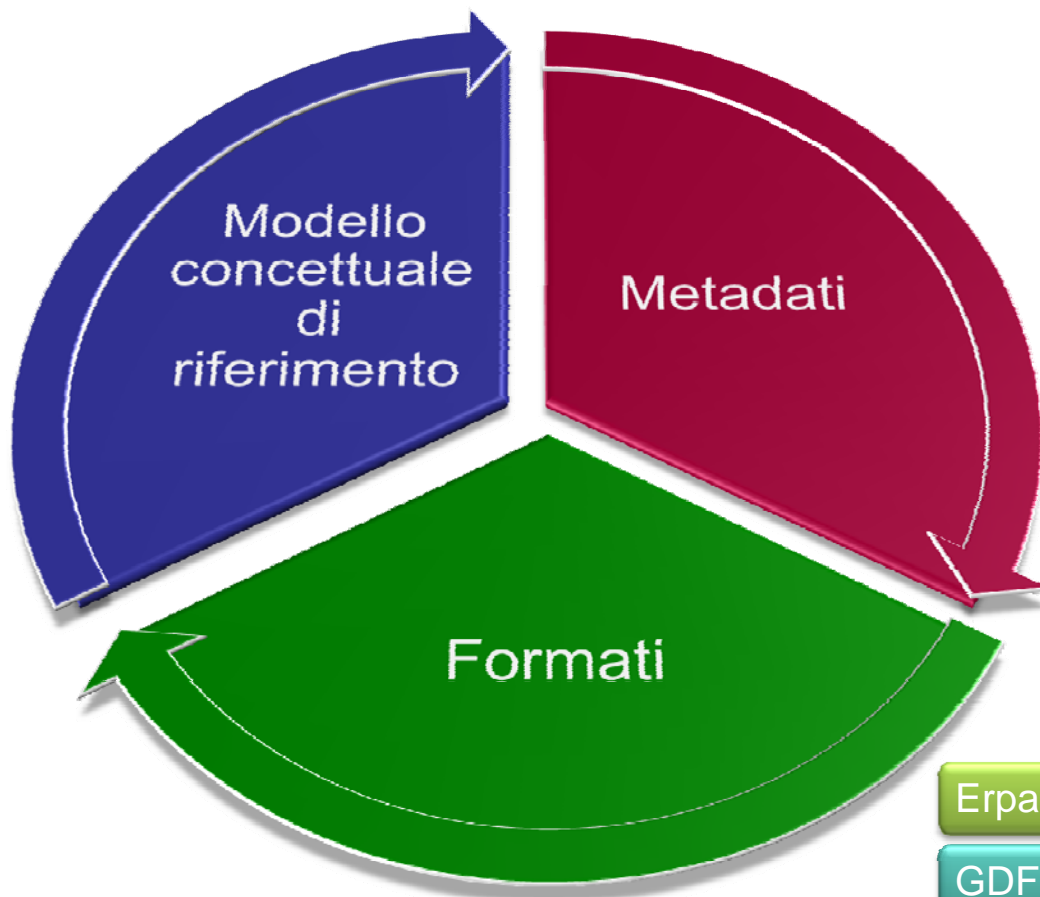 Modello
concettuale
di
riferimento
Metadati
Formati
Erpa
GDF